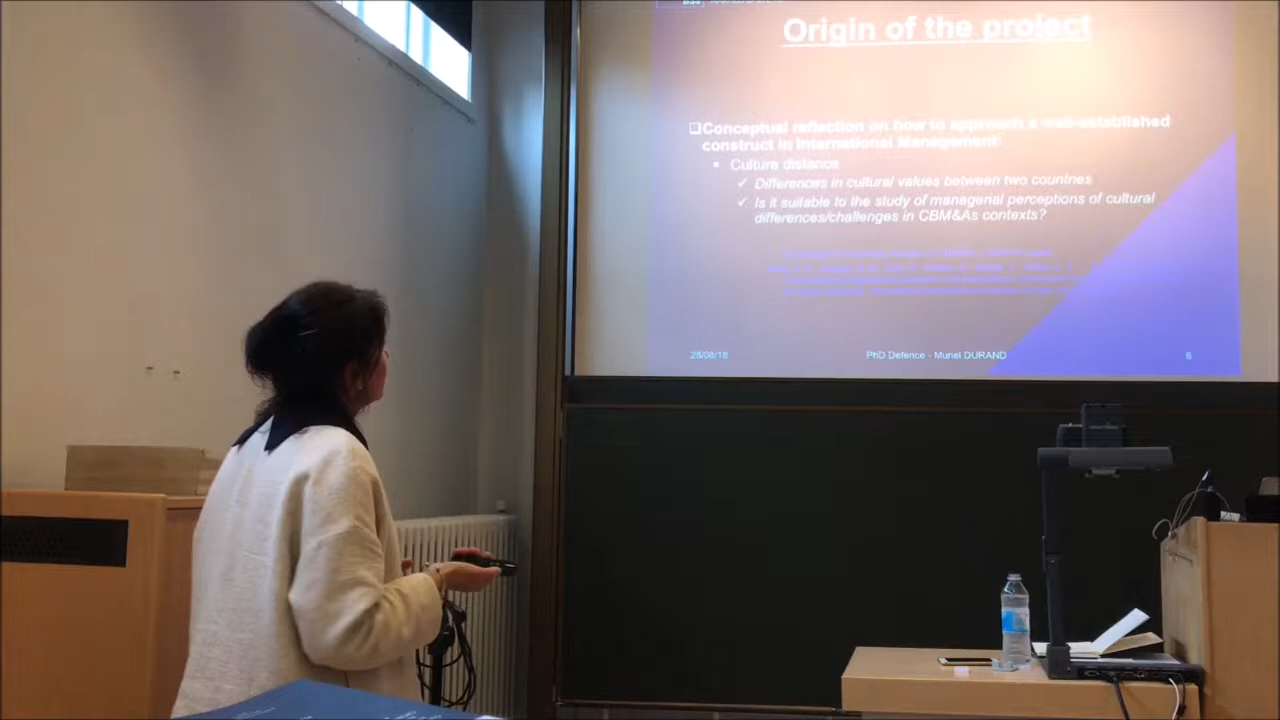 Origin of the project
❑Conceptual reflection on how to approach a well-established
construct in International Management:
▪ Culture distance
✓ Differences in cultural values between two countries
✓ Is it suitable to the study of managerial perceptions of cultural
differences/challenges in CBM&As contexts?
28/08/18 PhD Defence - Muriel DURAND 6